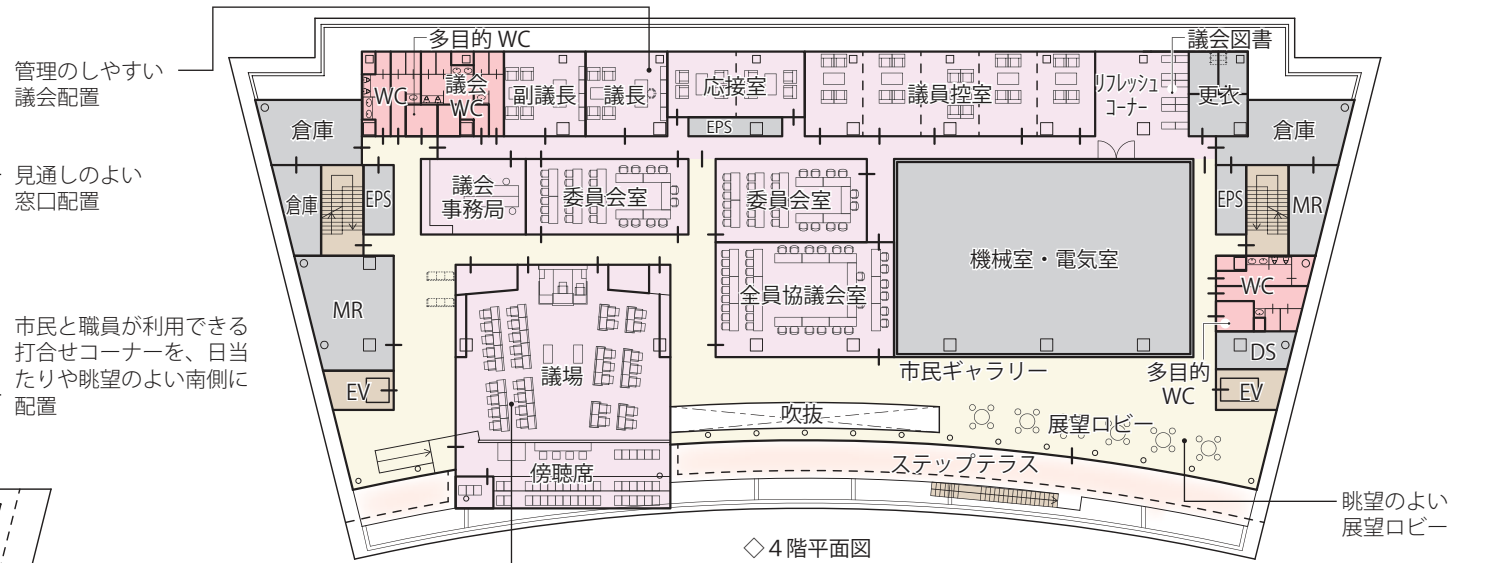 管理のしやすい
議会配置
見通しのよい
窓口配置
市民と職員が利用できる
打合せコーナーを、日当
たりや眺望のよい南側に
配置
多目的 WC
議会図書
WC
議会
WC
副議長
議長
応接室
議員控室
リフレッシュ
コーナー
更衣
EPS
倉庫
倉庫
倉庫
EPS
議会
事務局
委員会室
委員会室
EPS
MR
機械室・電気室
全員協議会室
MR
WC
議場
市民ギャラリー
多目的
WC
DS
EV
EV
吹抜
展望ロビー
ステップテラス
傍聴席
眺望のよい
展望ロビー
◇４階平面図